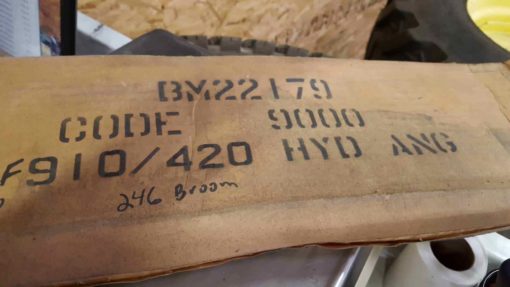 BM22179
CODE 9000
F910/420 HYD ANG
246 Broom